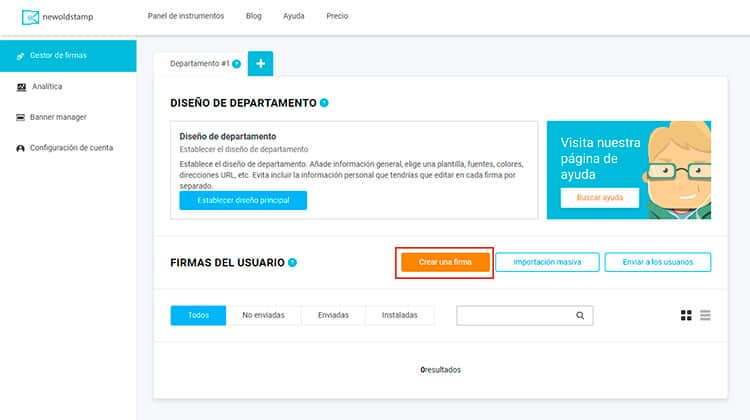 newoldstamp
Panel de instrumentos Blog Ayuda Precio
Gestor de firmas
Analítica
Banner manager
Configuración de cuenta
Departamento #1 ? +
DISEÑO DE DEPARTAMENTO ?
Diseño de departamento
Establecer el diseño de departamento
Establece el diseño de departamento. Añade información general, elige una plantilla, fuentes, colores,
direcciones URL, etc. Evita incluir la información personal que tendrías que editar en cada firma por
separado.
Establecer diseño principal
Visita nuestra
página de
ayuda
Buscar ayuda
FIRMAS DEL USUARIO ?
Crear una firma Importación masiva Enviar a los usuarios
Todos No enviadas Enviadas Instaladas
0resultados